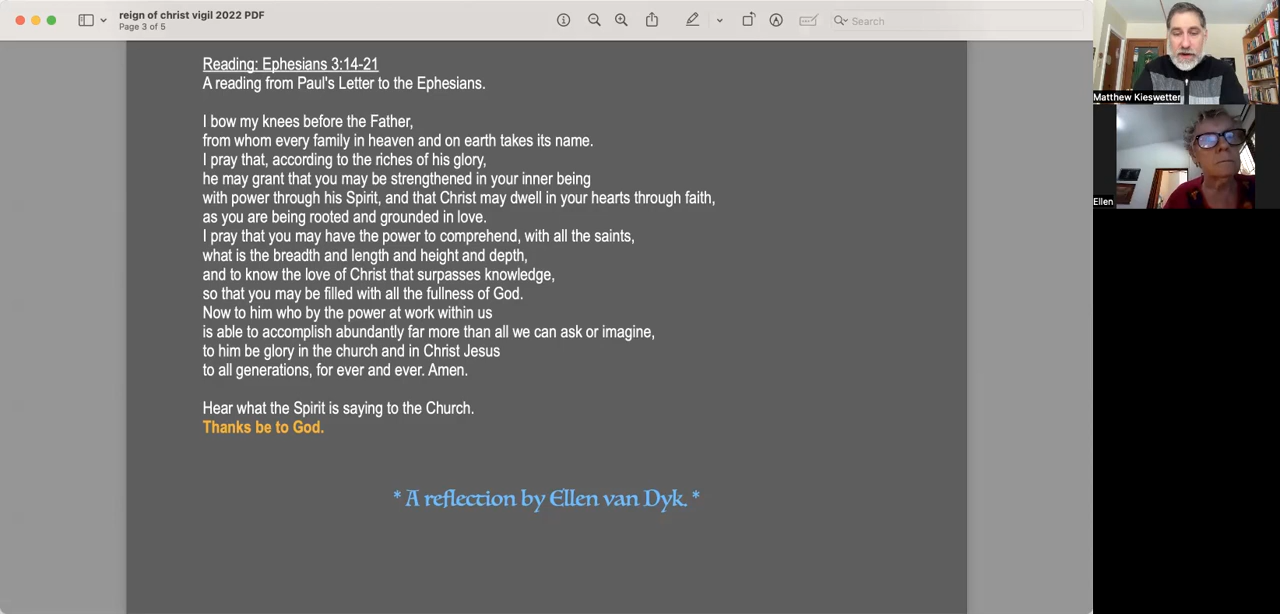 reign of christ vigil 2022 PDF
Page 3 of 5
Search
Reading: Ephesians 3:14-21
A reading from Paul's Letter to the Ephesians.
I bow my knees before the Father,
from whom every family in heaven and on earth takes its name.
I pray that, according to the riches of his glory,
he may grant that you may be strengthened in your inner being
with power through his Spirit, and that Christ may dwell in your hearts through faith,
as you are being rooted and grounded in love.
I pray that you may have the power to comprehend, with all the saints,
what is the breadth and length and height and depth,
and to know the love of Christ that surpasses knowledge,
so that you may be filled with all the fullness of God.
Now to him who by the power at work within us
is able to accomplish abundantly far more than all we can ask or imagine,
to him be glory in the church and in Christ Jesus
to all generations, for ever and ever. Amen.
Hear what the Spirit is saying to the Church.
Thanks be to God.
* A reflection by Ellen van Dyk. *
Matthew Kieswetter
Ellen